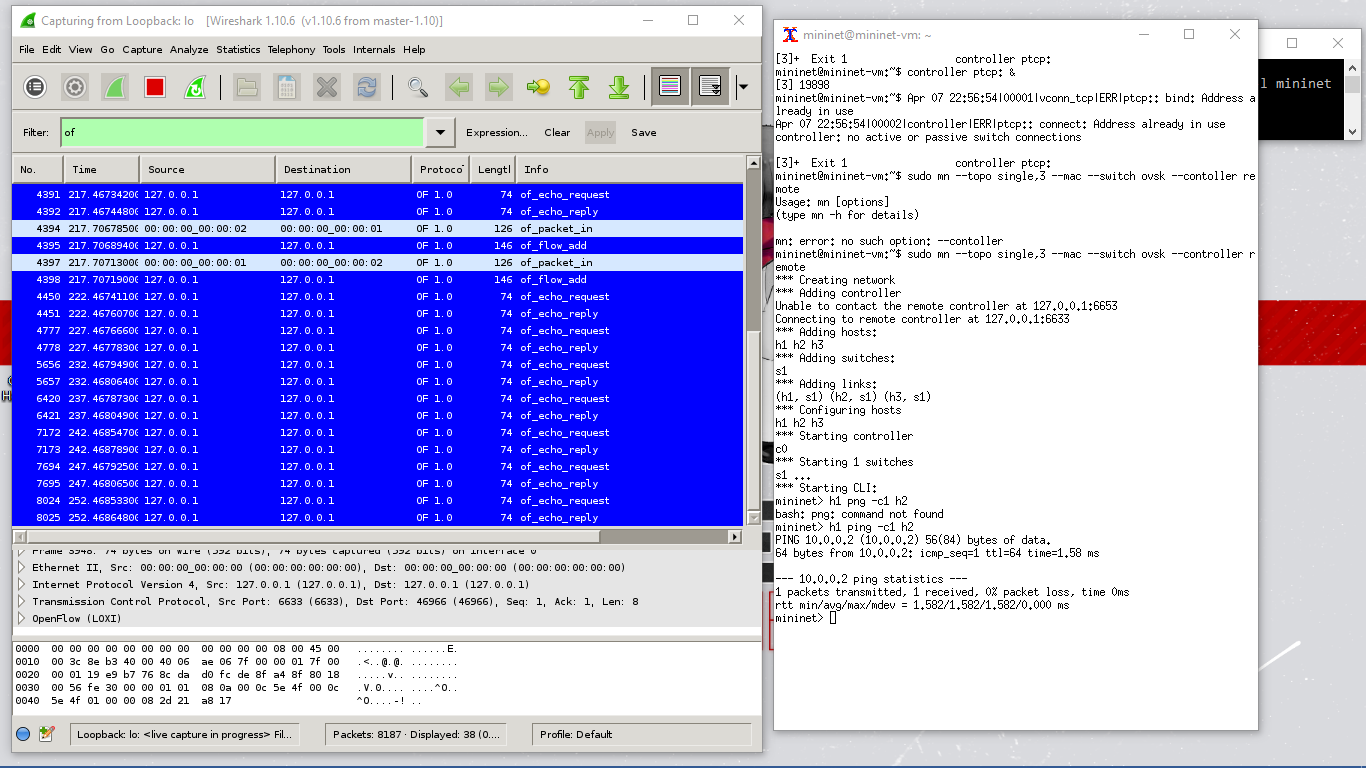 Capturing from Loopback: lo   [Wireshark 1.10.6  (v1.10.6 from master-1.10)]
File Edit View Go Capture Analyze Statistics Telephony Tools Internals Help
Filter: of Expression... Clear Apply Save
No. Time Source Destination Protoco Lengtl Info
4391 217.46734200 127.0.0.1 127.0.0.1 OF 1.0 74 of_echo_request
4392 217.46744800 127.0.0.1 127.0.0.1 OF 1.0 74 of_echo_reply
4394 217.70678500 00:00:00_00:00:02 00:00:00_00:00:01 OF 1.0 126 of_packet_in
4395 217.70689400 127.0.0.1 127.0.0.1 OF 1.0 146 of_flow_add
4397 217.70713000 00:00:00_00:00:01 00:00:00_00:00:02 OF 1.0 126 of_packet_in
4398 217.70719000 127.0.0.1 127.0.0.1 OF 1.0 146 of_flow_add
4450 222.46741100 127.0.0.1 127.0.0.1 OF 1.0 74 of_echo_request
4451 222.46760700 127.0.0.1 127.0.0.1 OF 1.0 74 of_echo_reply
4777 227.46766600 127.0.0.1 127.0.0.1 OF 1.0 74 of_echo_request
4778 227.46778300 127.0.0.1 127.0.0.1 OF 1.0 74 of_echo_reply
5656 232.46794900 127.0.0.1 127.0.0.1 OF 1.0 74 of_echo_request
5657 232.46806400 127.0.0.1 127.0.0.1 OF 1.0 74 of_echo_reply
6420 237.46787300 127.0.0.1 127.0.0.1 OF 1.0 74 of_echo_request
6421 237.46804900 127.0.0.1 127.0.0.1 OF 1.0 74 of_echo_reply
7172 242.46854700 127.0.0.1 127.0.0.1 OF 1.0 74 of_echo_request
7173 242.46878900 127.0.0.1 127.0.0.1 OF 1.0 74 of_echo_reply
7694 247.46792500 127.0.0.1 127.0.0.1 OF 1.0 74 of_echo_request
7695 247.46806500 127.0.0.1 127.0.0.1 OF 1.0 74 of_echo_reply
8024 252.46853300 127.0.0.1 127.0.0.1 OF 1.0 74 of_echo_request
8025 252.46864800 127.0.0.1 127.0.0.1 OF 1.0 74 of_echo_reply
Frame 3948: 74 bytes on wire (592 bits), 74 bytes captured (592 bits) on interface 0
Ethernet II, Src: 00:00:00_00:00:00 (00:00:00:00:00:00), Dst: 00:00:00_00:00:00 (00:00:00:00:00:00)
Internet Protocol Version 4, Src: 127.0.0.1 (127.0.0.1), Dst: 127.0.0.1 (127.0.0.1)
Transmission Control Protocol, Src Port: 6633 (6633), Dst Port: 46966 (46966), Seq: 1, Ack: 1, Len: 8
OpenFlow (LOXI)
0000  00 00 00 00 00 00 00 00  00 00 00 00 08 00 45 00   ........ ......E.
0010  00 3c 8e b3 40 00 40 06  ae 06 7f 00 00 01 7f 00   .<..@.@. ........
0020  00 01 19 e9 b7 76 8c da  d0 fc de 8f a4 8f 80 18   .....v.. ........
0030  00 56 fe 30 00 00 01 01  08 0a 00 0c 5e 4f 00 0c   .V.0.... ....^O..
0040  5e 4f 01 00 00 08 2d 21  a8 17                     ^O....-! ..
Loopback: lo: <live capture in progress> Fil... Packets: 8187 · Displayed: 38 (0.... Profile: Default
mininet@mininet-vm: ~
[3]+  Exit 1                 controller ptcp:
mininet@mininet-vm:~$ controller ptcp: &
[3] 19898
mininet@mininet-vm:~$ Apr 07 22:56:54|00001|vconn_tcp|ERR|ptcp:: bind: Address a
lready in use
Apr 07 22:56:54|00002|controller|ERR|ptcp:: connect: Address already in use
controller: no active or passive switch connections
[3]+  Exit 1                 controller ptcp:
mininet@mininet-vm:~$ sudo mn --topo single,3 --mac --switch ovsk --contoller re
mote
Usage: mn [options]
(type mn -h for details)
mn: error: no such option: --contoller
mininet@mininet-vm:~$ sudo mn --topo single,3 --mac --switch ovsk --controller r
emote
*** Creating network
*** Adding controller
Unable to contact the remote controller at 127.0.0.1:6653
Connecting to remote controller at 127.0.0.1:6633
*** Adding hosts:
h1 h2 h3
*** Adding switches:
s1
*** Adding links:
(h1, s1) (h2, s1) (h3, s1)
*** Configuring hosts
h1 h2 h3
*** Starting controller
c0
*** Starting 1 switches
s1 ...
*** Starting CLI:
mininet> h1 png -c1 h2
bash: png: command not found
mininet> h1 ping -c1 h2
PING 10.0.0.2 (10.0.0.2) 56(84) bytes of data.
64 bytes from 10.0.0.2: icmp_seq=1 ttl=64 time=1.58 ms
--- 10.0.0.2 ping statistics ---
1 packets transmitted, 1 received, 0% packet loss, time 0ms
rtt min/avg/max/mdev = 1.582/1.582/1.582/0.000 ms
mininet>
l mininet